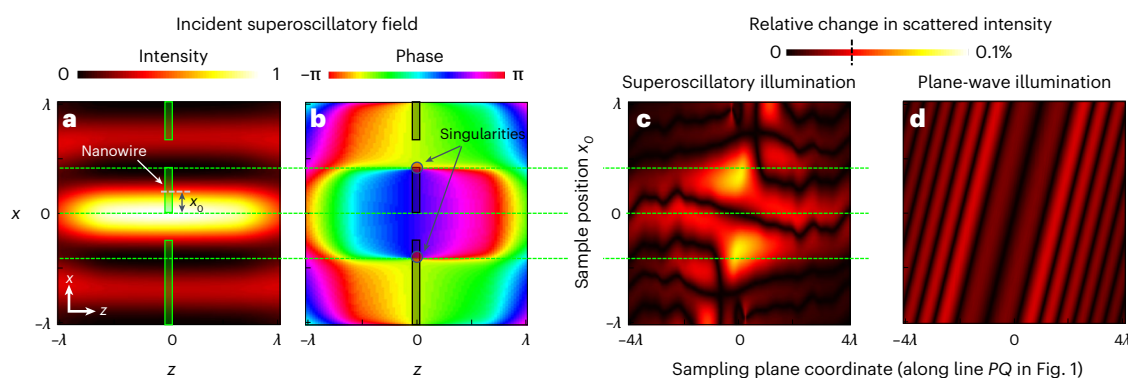 Incident superoscillatory field
Relative change in scattered intensity
Intensity
0 1
Phase
−π π
0 0.1%
Superoscillatory illumination
Plane-wave illumination
a
b
c
d
Nanowire
Singularities
x₀
x
z
λ
x 0
−λ
−λ 0 λ
z
−λ 0 λ
z
Sample position x₀
λ
0
−λ
−4λ 0 4λ
−4λ 0 4λ
Sampling plane coordinate (along line PQ in Fig. 1)